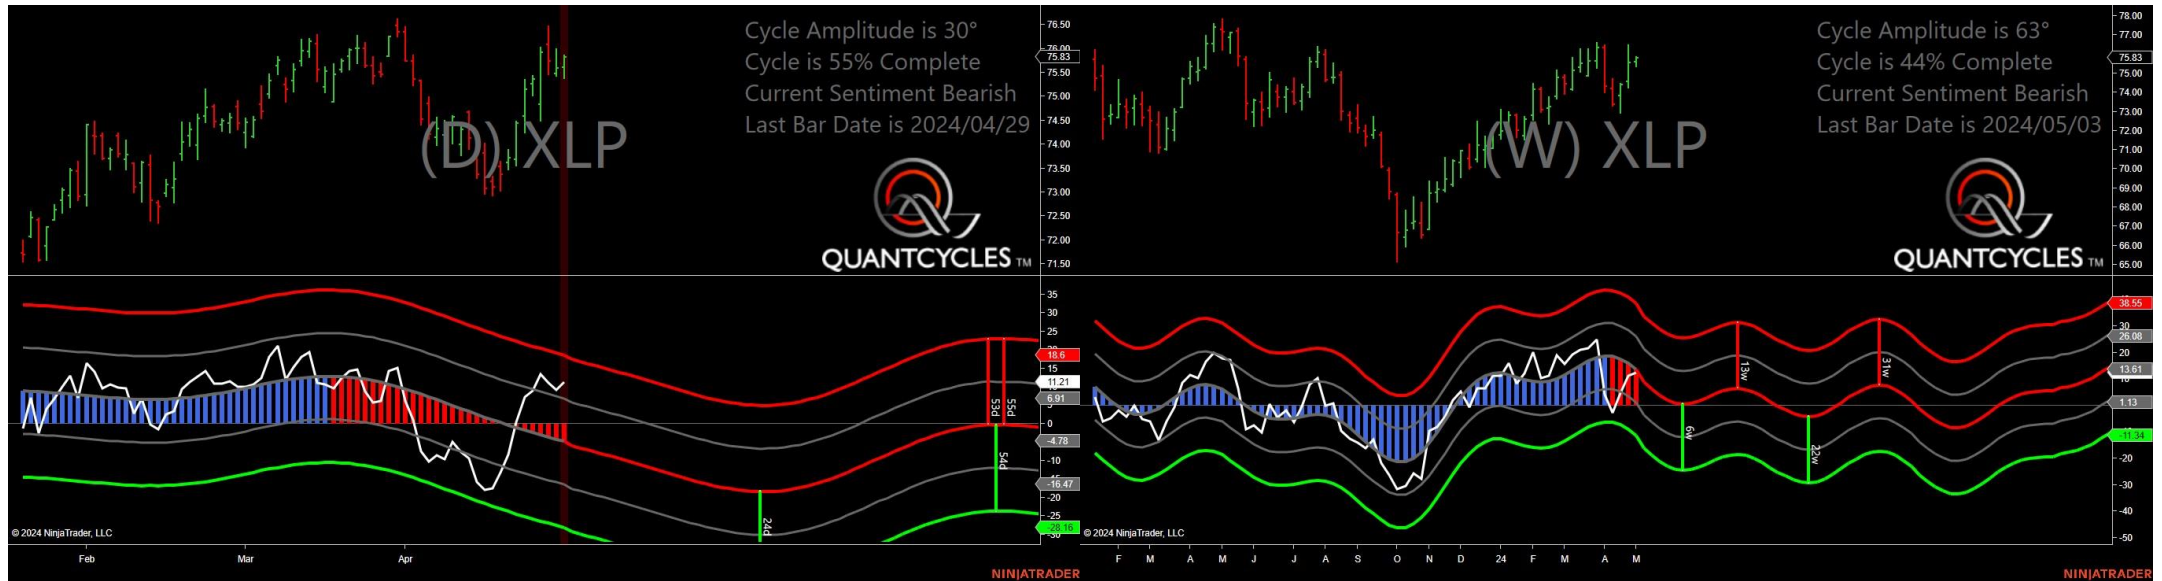 Cycle Amplitude is 30°
Cycle is 55% Complete
Current Sentiment Bearish
Last Bar Date is 2024/04/29
(D) XLP
QUANTCYCLES TM
76.50
76.00
75.83
75.50
75.00
74.50
74.00
73.50
73.00
72.50
72.00
71.50
35
30
25
18.6
15
11.21
6.91
0
-4.78
-10
-16.47
-20
-25
-28.16
-30
24d
53d
55d
54d
© 2024 NinjaTrader, LLC
Feb
Mar
Apr
NINJATRADER
Cycle Amplitude is 63°
Cycle is 44% Complete
Current Sentiment Bearish
Last Bar Date is 2024/05/03
(W) XLP
QUANTCYCLES TM
78.00
77.00
75.83
75.00
74.00
73.00
72.00
71.00
70.00
69.00
68.00
67.00
66.00
65.00
38.55
30
26.08
20
13.61
1.13
-11.34
-20
-30
-40
-50
6w
13w
22w
31w
© 2024 NinjaTrader, LLC
F M A M J J A S O N D 24 F M A M
NINJATRADER